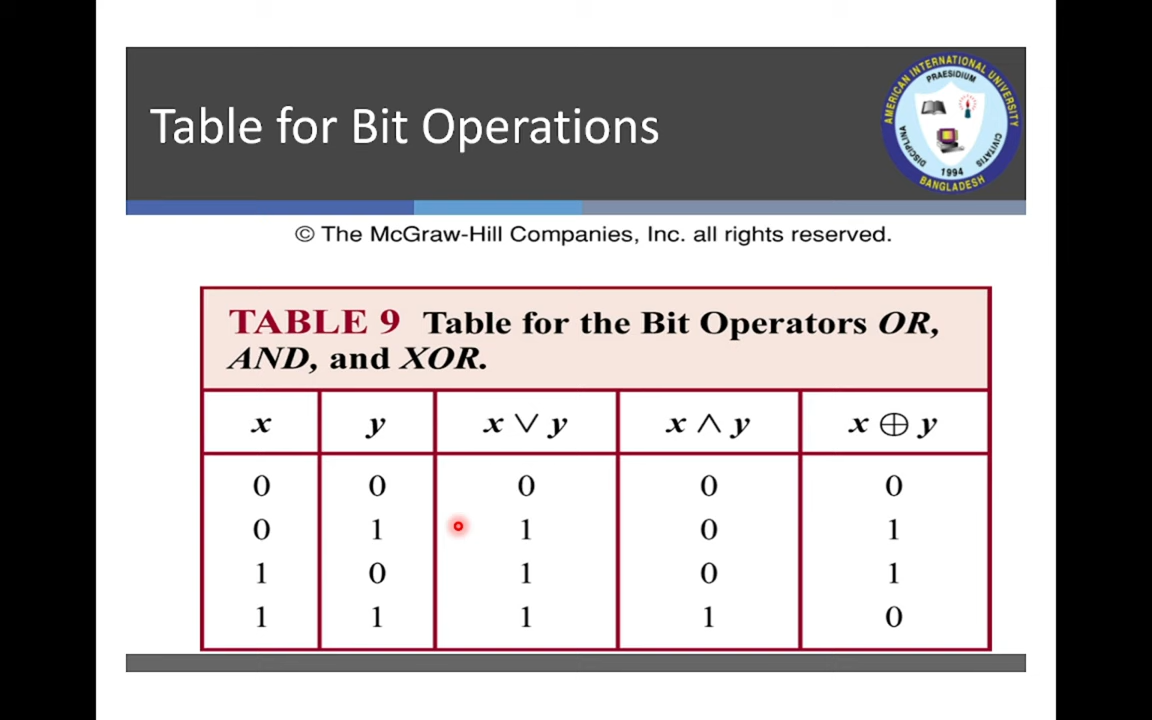 Table for Bit Operations
AMERICAN INTERNATIONAL UNIVERSITY
PRAESIDIUM
DISCIPLINA
CIVITATIS
1994
BANGLADESH
© The McGraw-Hill Companies, Inc. all rights reserved.
TABLE 9 Table for the Bit Operators OR,
AND, and XOR.
x y x ∨ y x ∧ y x ⊕ y
0 0 0 0 0
0 1 1 0 1
1 0 1 0 1
1 1 1 1 0